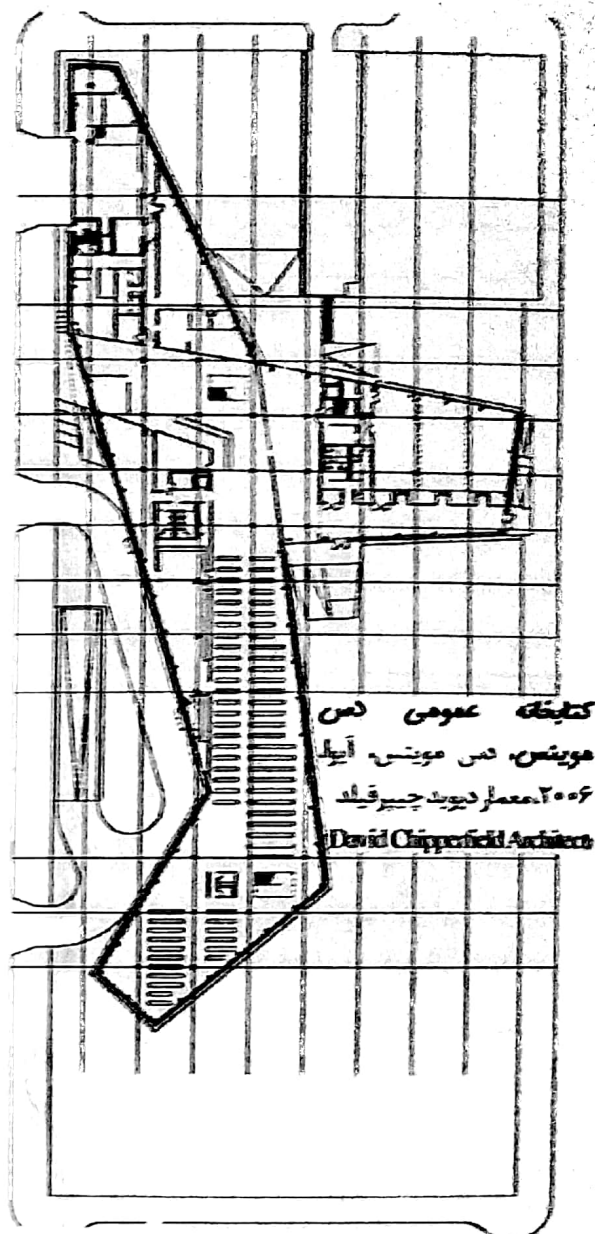 کتابخانه عمومی دس
موینس، دس موینس، آیوا،
۲۰۰۶،معمار:دیوید چیپرفیلد
David Chipperfield Architects